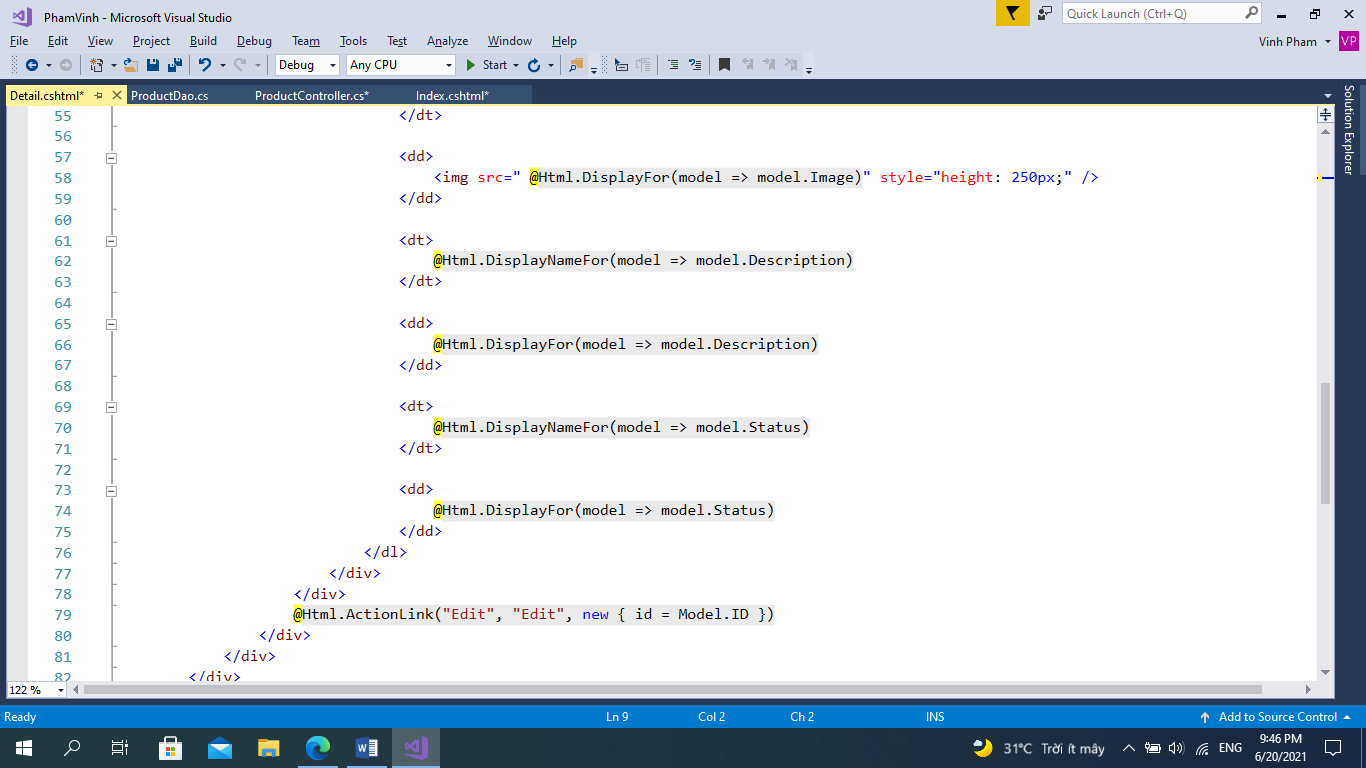 PhamVinh - Microsoft Visual Studio
Quick Launch (Ctrl+Q)
File Edit View Project Build Debug Team Tools Test Analyze Window Help
Vinh Pham VP
Debug Any CPU Start
Detail.cshtml* ProductDao.cs ProductController.cs* Index.cshtml*
Solution Explorer
55 </dt>
56
57 <dd>
58 <img src=" @Html.DisplayFor(model => model.Image)" style="height: 250px;" />
59 </dd>
60
61 <dt>
62 @Html.DisplayNameFor(model => model.Description)
63 </dt>
64
65 <dd>
66 @Html.DisplayFor(model => model.Description)
67 </dd>
68
69 <dt>
70 @Html.DisplayNameFor(model => model.Status)
71 </dt>
72
73 <dd>
74 @Html.DisplayFor(model => model.Status)
75 </dd>
76 </dl>
77 </div>
78 </div>
79 @Html.ActionLink("Edit", "Edit", new { id = Model.ID })
80 </div>
81 </div>
82 </div>
122 %
Ready Ln 9 Col 2 Ch 2 INS Add to Source Control
31°C Trời ít mây ENG 9:46 PM
6/20/2021